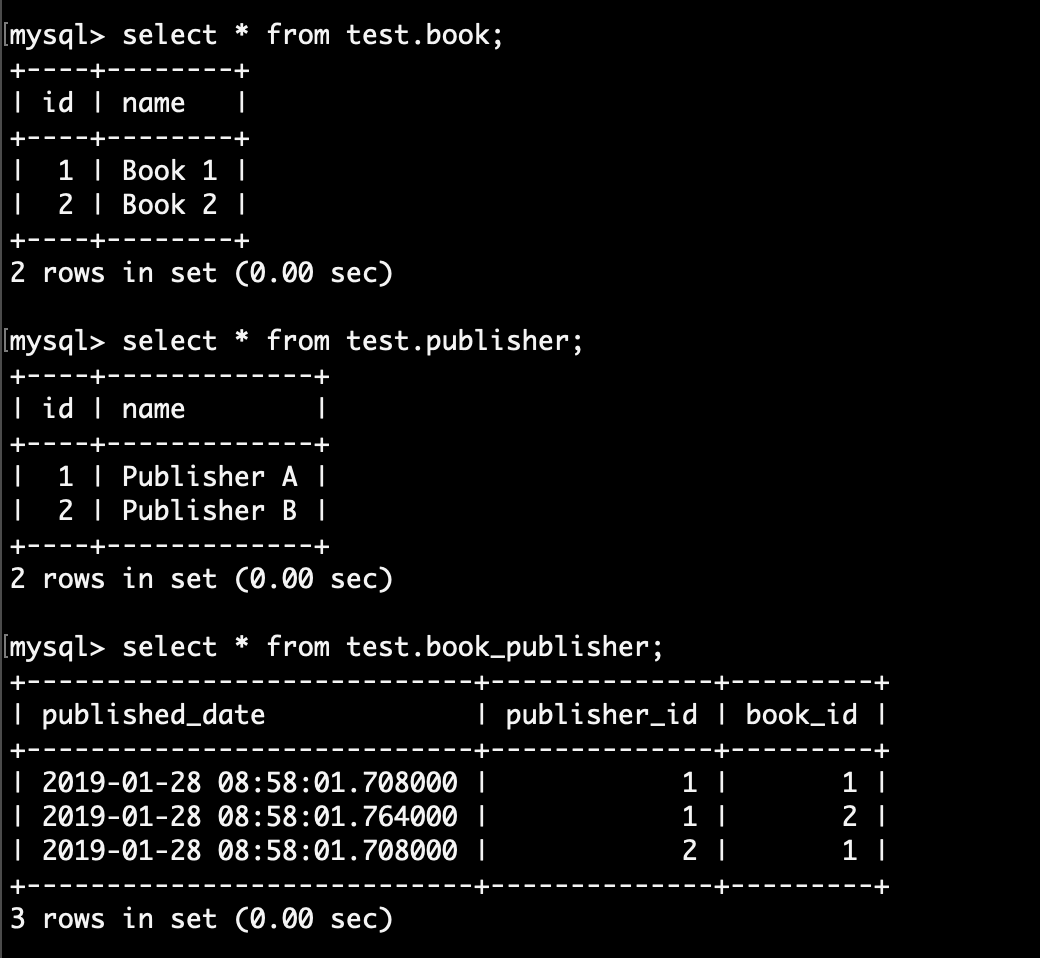 mysql> select * from test.book;
+----+--------+
| id | name   |
+----+--------+
|  1 | Book 1 |
|  2 | Book 2 |
+----+--------+
2 rows in set (0.00 sec)

mysql> select * from test.publisher;
+----+-------------+
| id | name        |
+----+-------------+
|  1 | Publisher A |
|  2 | Publisher B |
+----+-------------+
2 rows in set (0.00 sec)

mysql> select * from test.book_publisher;
+----------------------------+--------------+---------+
| published_date             | publisher_id | book_id |
+----------------------------+--------------+---------+
| 2019-01-28 08:58:01.708000 |            1 |       1 |
| 2019-01-28 08:58:01.764000 |            1 |       2 |
| 2019-01-28 08:58:01.708000 |            2 |       1 |
+----------------------------+--------------+---------+
3 rows in set (0.00 sec)